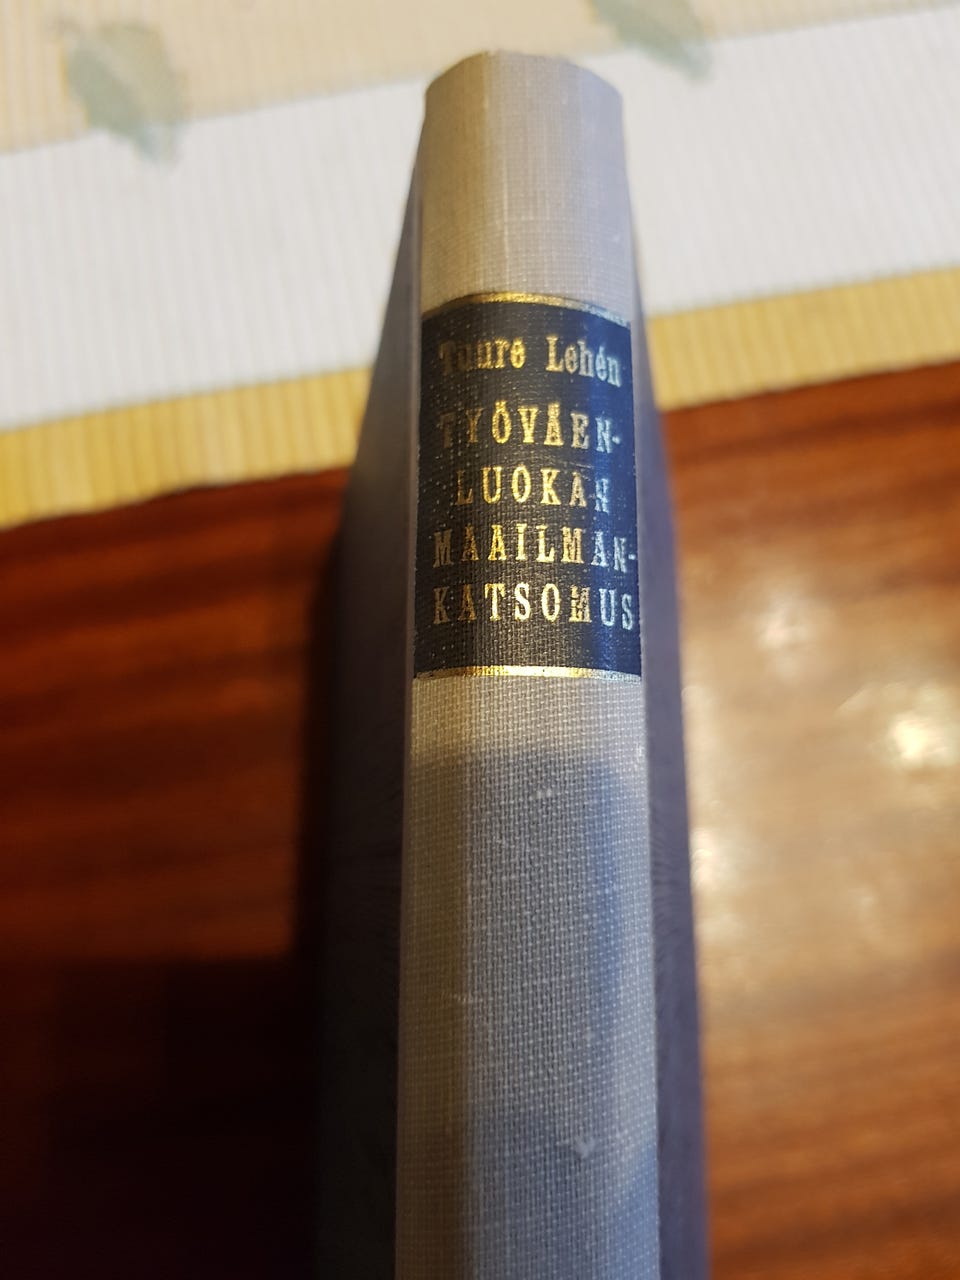 Tuure Lehén
TYÖVÄEN-
LUOKAN
MAAILMAN-
KATSOMUS